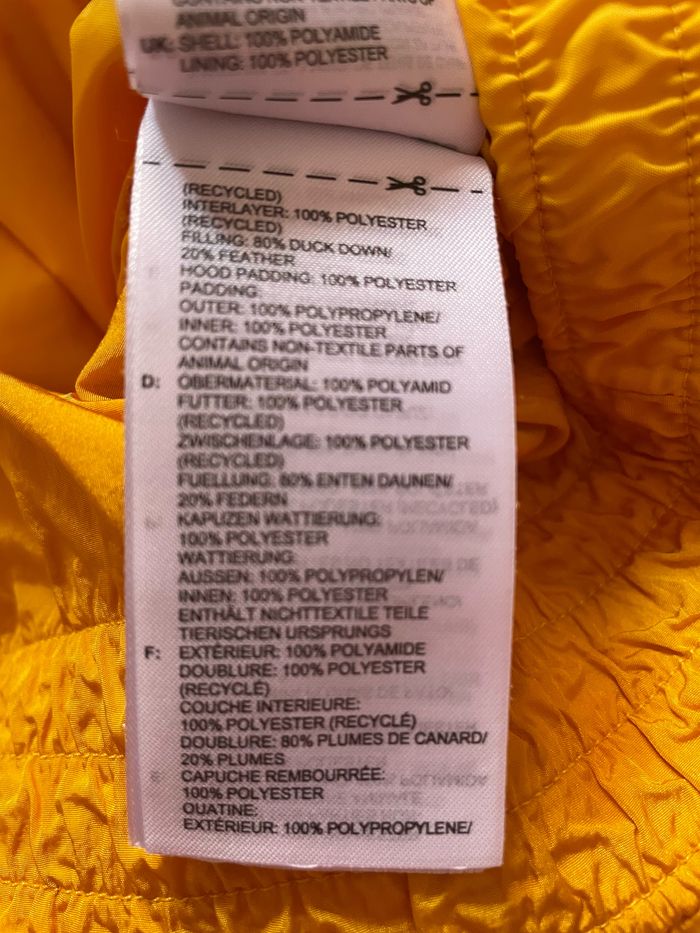 CONTAINS NON-TEXTILE PARTS OF
ANIMAL ORIGIN
UK: SHELL: 100% POLYAMIDE
LINING: 100% POLYESTER
(RECYCLED)
INTERLAYER: 100% POLYESTER
(RECYCLED)
FILLING: 80% DUCK DOWN/
20% FEATHER
HOOD PADDING: 100% POLYESTER
PADDING:
OUTER: 100% POLYPROPYLENE/
INNER: 100% POLYESTER
CONTAINS NON-TEXTILE PARTS OF
ANIMAL ORIGIN
D: OBERMATERIAL: 100% POLYAMID
FUTTER: 100% POLYESTER
(RECYCLED)
ZWISCHENLAGE: 100% POLYESTER
(RECYCLED)
FUELLUNG: 80% ENTEN DAUNEN/
20% FEDERN
KAPUZEN WATTIERUNG:
100% POLYESTER
WATTIERUNG:
AUSSEN: 100% POLYPROPYLEN/
INNEN: 100% POLYESTER
ENTHÄLT NICHTTEXTILE TEILE
TIERISCHEN URSPRUNGS
F: EXTÉRIEUR: 100% POLYAMIDE
DOUBLURE: 100% POLYESTER
(RECYCLÉ)
COUCHE INTERIEURE:
100% POLYESTER (RECYCLÉ)
DOUBLURE: 80% PLUMES DE CANARD/
20% PLUMES
CAPUCHE REMBOURRÉE:
100% POLYESTER
OUATINE:
EXTÉRIEUR: 100% POLYPROPYLENE/